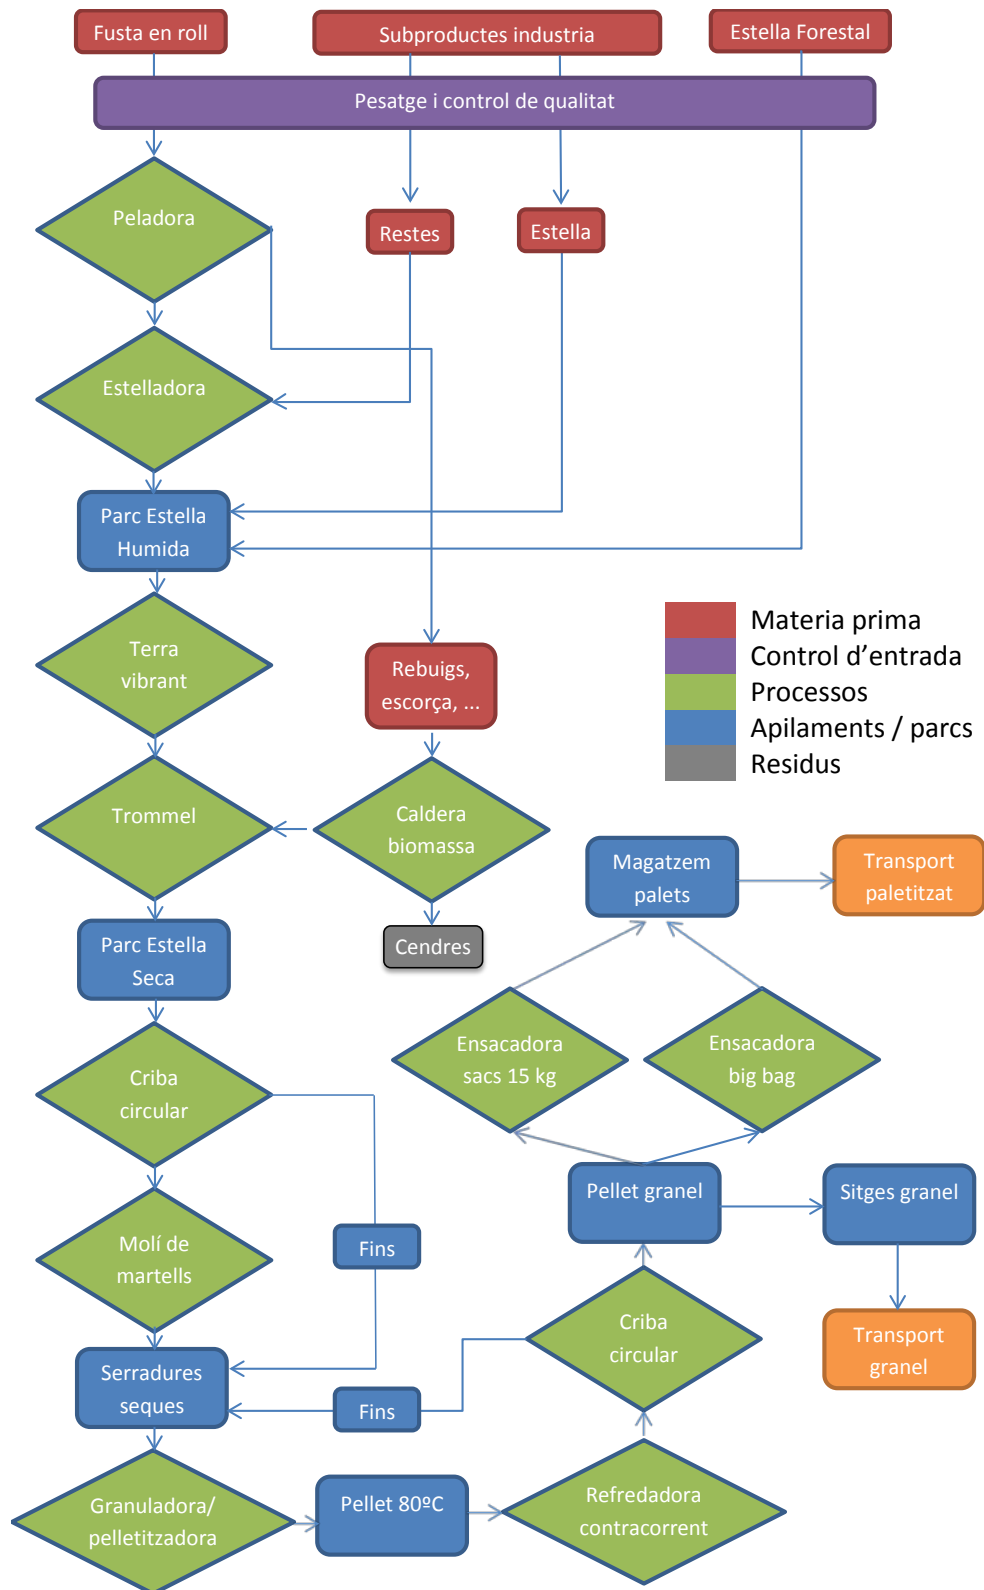 Fusta en roll
Subproductes industria
Estella Forestal
Pesatge i control de qualitat
Peladora
Restes
Estella
Estelladora
Parc Estella
Humida
Terra
vibrant
Rebuigs,
escorça, ...
Materia prima
Control d’entrada
Processos
Apilaments / parcs
Residus
Trommel
Caldera
biomassa
Magatzem
palets
Transport
paletitzat
Parc Estella
Seca
Cendres
Ensacadora
sacs 15 kg
Ensacadora
big bag
Criba
circular
Pellet granel
Sitges granel
Molí de
martells
Fins
Criba
circular
Transport
granel
Serradures
seques
Fins
Granuladora/
pelletitzadora
Pellet 80ºC
Refredadora
contracorrent